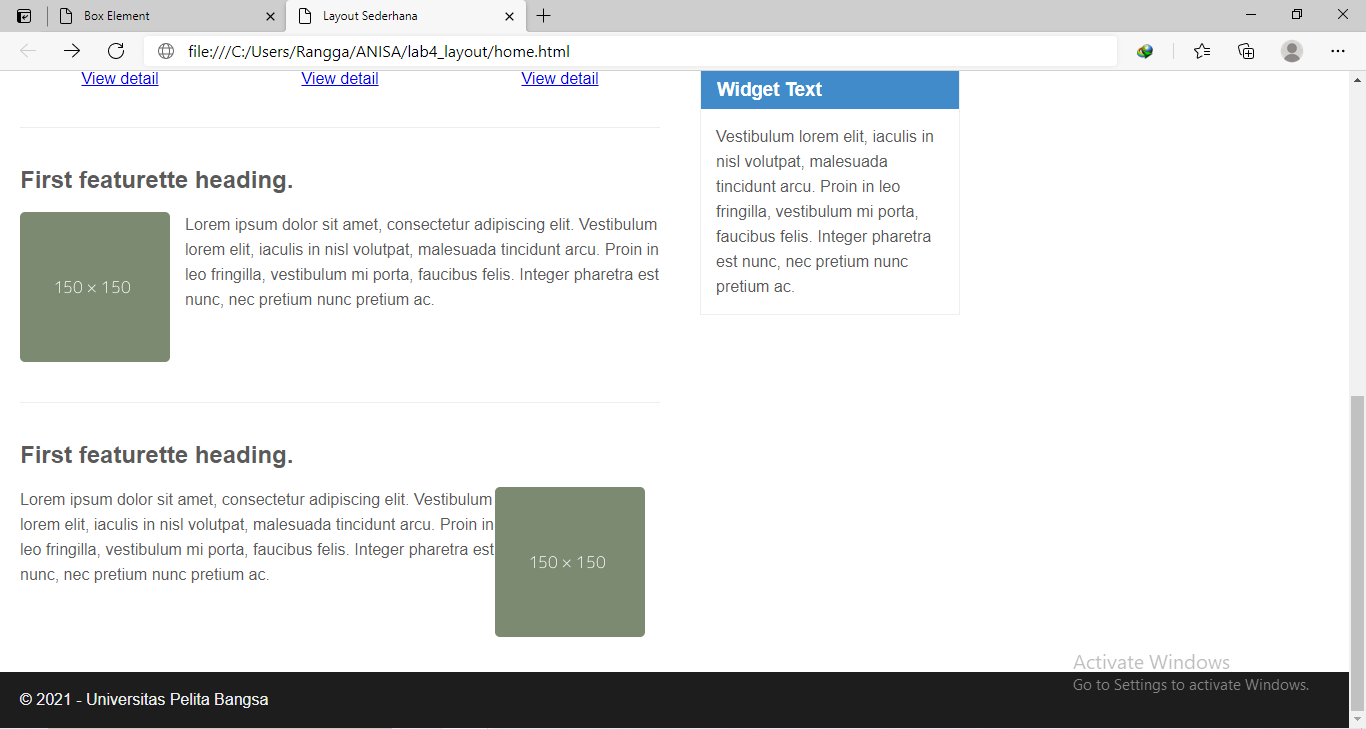 Box Element
Layout Sederhana
file:///C:/Users/Rangga/ANISA/lab4_layout/home.html
View detail View detail View detail
First featurette heading.
150 × 150
Lorem ipsum dolor sit amet, consectetur adipiscing elit. Vestibulum
lorem elit, iaculis in nisl volutpat, malesuada tincidunt arcu. Proin in
leo fringilla, vestibulum mi porta, faucibus felis. Integer pharetra est
nunc, nec pretium nunc pretium ac.
First featurette heading.
Lorem ipsum dolor sit amet, consectetur adipiscing elit. Vestibulum
lorem elit, iaculis in nisl volutpat, malesuada tincidunt arcu. Proin in
leo fringilla, vestibulum mi porta, faucibus felis. Integer pharetra est
nunc, nec pretium nunc pretium ac.
150 × 150
Widget Text
Vestibulum lorem elit, iaculis in
nisl volutpat, malesuada
tincidunt arcu. Proin in leo
fringilla, vestibulum mi porta,
faucibus felis. Integer pharetra
est nunc, nec pretium nunc
pretium ac.
Activate Windows
Go to Settings to activate Windows.
© 2021 - Universitas Pelita Bangsa